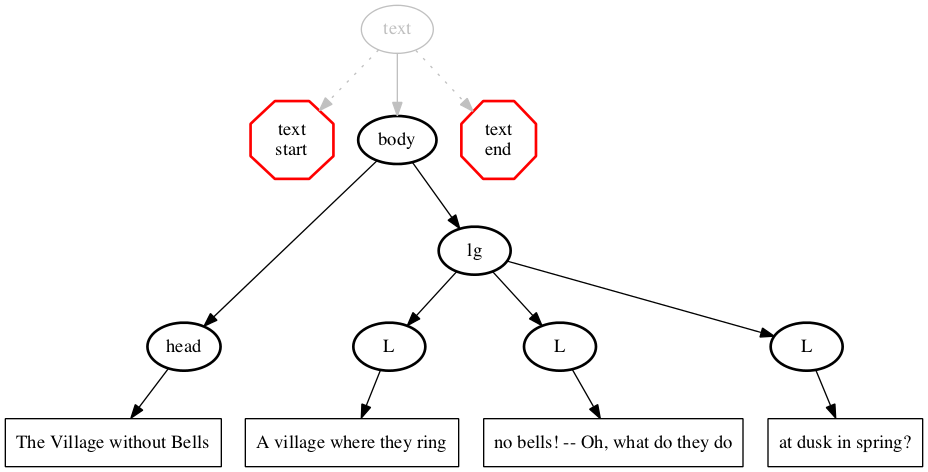 text
text
start
body
text
end
lg
head
L
L
L
The Village without Bells
A village where they ring
no bells! -- Oh, what do they do
at dusk in spring?